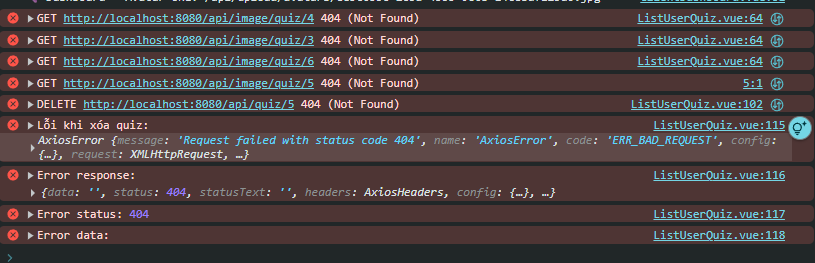 GET http://localhost:8080/api/image/quiz/4 404 (Not Found) ListUserQuiz.vue:64
GET http://localhost:8080/api/image/quiz/3 404 (Not Found) ListUserQuiz.vue:64
GET http://localhost:8080/api/image/quiz/6 404 (Not Found) ListUserQuiz.vue:64
GET http://localhost:8080/api/image/quiz/5 404 (Not Found) 5:1
DELETE http://localhost:8080/api/quiz/5 404 (Not Found) ListUserQuiz.vue:102
Lỗi khi xóa quiz: ListUserQuiz.vue:115
AxiosError {message: 'Request failed with status code 404', name: 'AxiosError', code: 'ERR_BAD_REQUEST', config:
{…}, request: XMLHttpRequest, …}
Error response: ListUserQuiz.vue:116
{data: '', status: 404, statusText: '', headers: AxiosHeaders, config: {…}, …}
Error status: 404 ListUserQuiz.vue:117
Error data: ListUserQuiz.vue:118